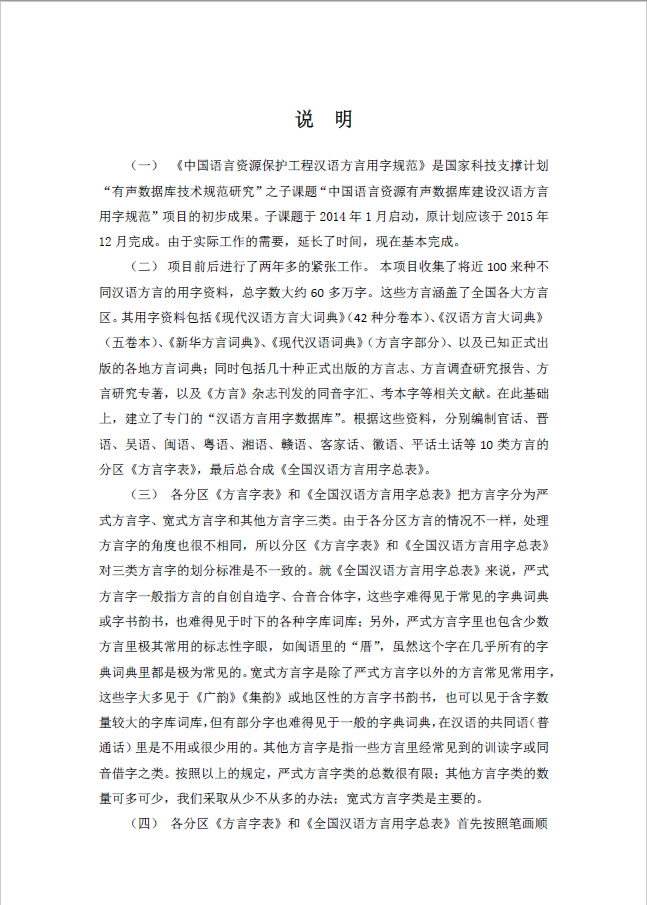 说　明
（一） 《中国语言资源保护工程汉语方言用字规范》是国家科技支撑计划
“有声数据库技术规范研究”之子课题“中国语言资源有声数据库建设汉语方言
用字规范”项目的初步成果。子课题于 2014 年 1 月启动，原计划应该于 2015 年
12 月完成。由于实际工作的需要，延长了时间，现在基本完成。
（二） 项目前后进行了两年多的紧张工作。 本项目收集了将近 100 来种不
同汉语方言的用字资料，总字数大约 60 多万字。这些方言涵盖了全国各大方言
区。其用字资料包括《现代汉语方言大词典》（42 种分卷本）、《汉语方言大词典》
（五卷本）、《新华方言词典》、《现代汉语词典》（方言字部分）、以及已知正式出
版的各地方言词典；同时包括几十种正式出版的方言志、方言调查研究报告、方
言研究专著，以及《方言》杂志刊发的同音字汇、考本字等相关文献。在此基础
上，建立了专门的“汉语方言用字数据库”。根据这些资料，分别编制官话、晋
语、吴语、闽语、粤语、湘语、赣语、客家话、徽语、平话土话等 10 类方言的
分区《方言字表》，最后总合成《全国汉语方言用字总表》。
（三） 各分区《方言字表》和《全国汉语方言用字总表》把方言字分为严
式方言字、宽式方言字和其他方言字三类。由于各分区方言的情况不一样，处理
方言字的角度也很不相同，所以分区《方言字表》和《全国汉语方言用字总表》
对三类方言字的划分标准是不一致的。就《全国汉语方言用字总表》来说，严式
方言字一般指方言的自创自造字、合音合体字，这些字难得见于常见的字典词典
或字书韵书，也难得见于时下的各种字库词库；另外，严式方言字里也包含少数
方言里极其常用的标志性字眼，如闽语里的“厝”，虽然这个字在几乎所有的字
典词典里都是极为常见的。宽式方言字是除了严式方言字以外的方言常见常用字，
这些字大多见于《广韵》《集韵》或地区性的方言字书韵书，也可以见于含字数
量较大的字库词库，但有部分字也难得见于一般的字典词典，在汉语的共同语（普
通话）里是不用或很少用的。其他方言字是指一些方言里经常见到的训读字或同
音借字之类。按照以上的规定，严式方言字类的总数很有限；其他方言字类的数
量可多可少，我们采取从少不从多的办法；宽式方言字类是主要的。
（四） 各分区《方言字表》和《全国汉语方言用字总表》首先按照笔画顺